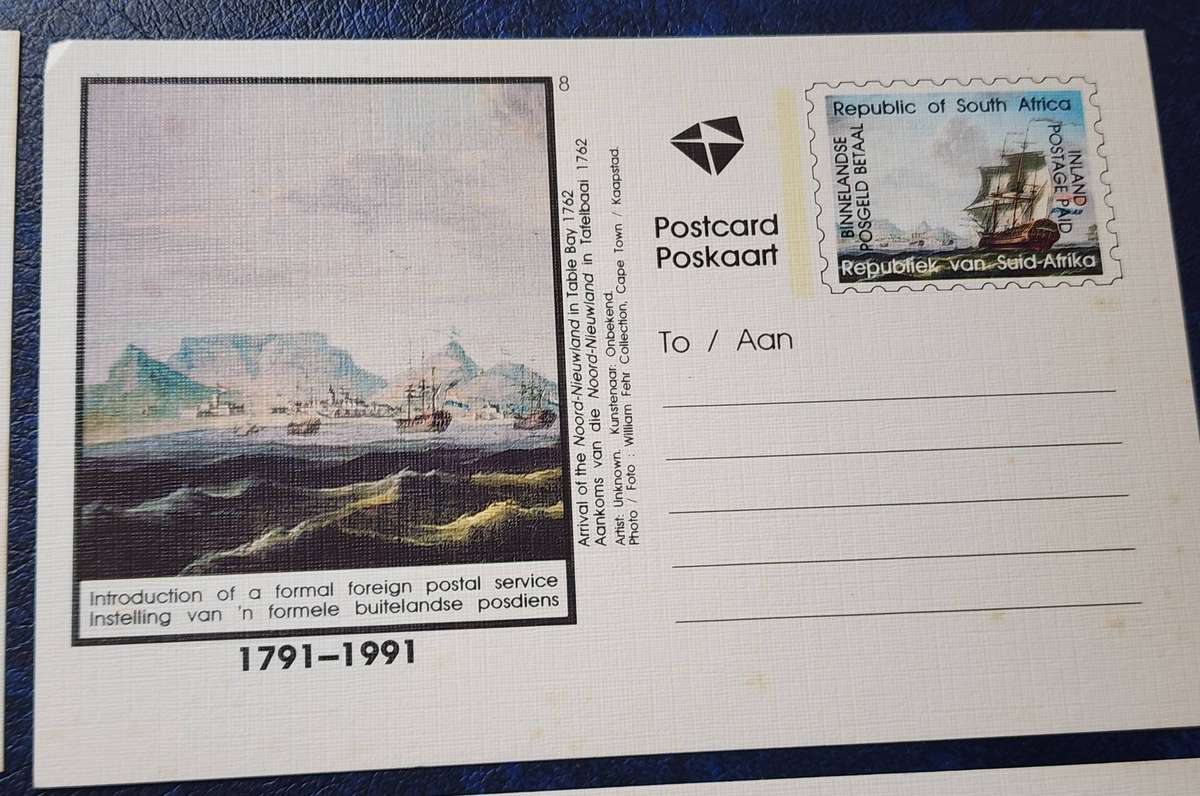 8
Arrival of the Noord-Nieuwland in Table Bay 1762
Aankoms van die Noord-Nieuwland in Tafelbaai 1762
Artist: Unknown. Kunstenaar: Onbekend.
Photo / Foto : William Fehr Collection, Cape Town / Kaapstad.
Introduction of a formal foreign postal service
Instelling van 'n formele buitelandse posdiens
1791–1991
Postcard
Poskaart
Republic of South Africa
BINNELANDSE
POSGELD BETAAL
INLAND
POSTAGE PAID
Republiek van Suid-Afrika
To / Aan